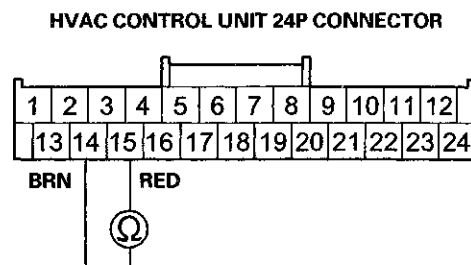 HVAC CONTROL UNIT 24P CONNECTOR
1 2 3 4 5 6 7 8 9 10 11 12
13 14 15 16 17 18 19 20 21 22 23 24
BRN RED
Ω